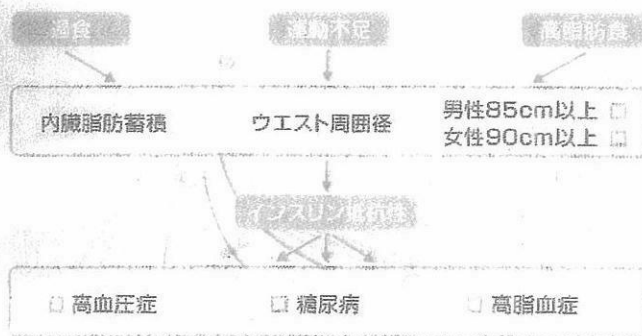 過食 運動不足 高脂肪食
内臓脂肪蓄積 ウエスト周囲径 男性85cm以上 □
女性90cm以上 □
インスリン抵抗性
□ 高血圧症 □ 糖尿病 □ 高脂血症